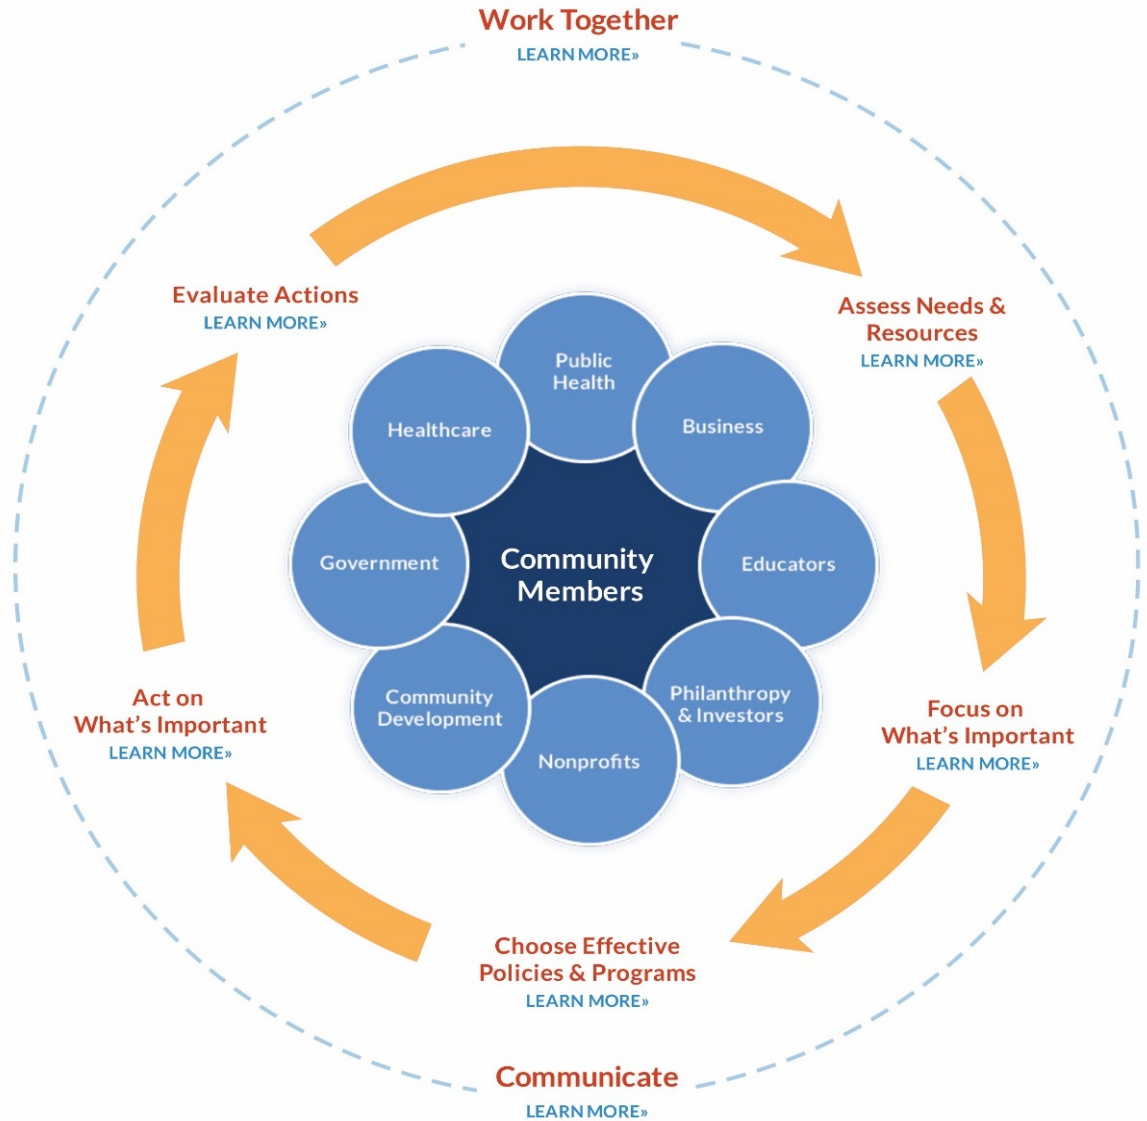 Work Together
LEARN MORE»
Evaluate Actions
LEARN MORE»
Assess Needs &
Resources
LEARN MORE»
Public
Health
Healthcare
Business
Government
Community
Members
Educators
Community
Development
Philanthropy
& Investors
Nonprofits
Act on
What's Important
LEARN MORE»
Focus on
What's Important
LEARN MORE»
Choose Effective
Policies & Programs
LEARN MORE»
Communicate
LEARN MORE»